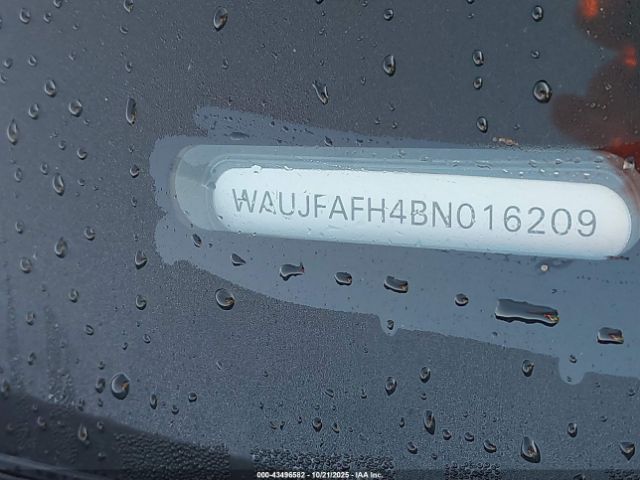 WAUJFAFH4BN016209
000-43496582 - 10/21/2025 - IAA Inc.